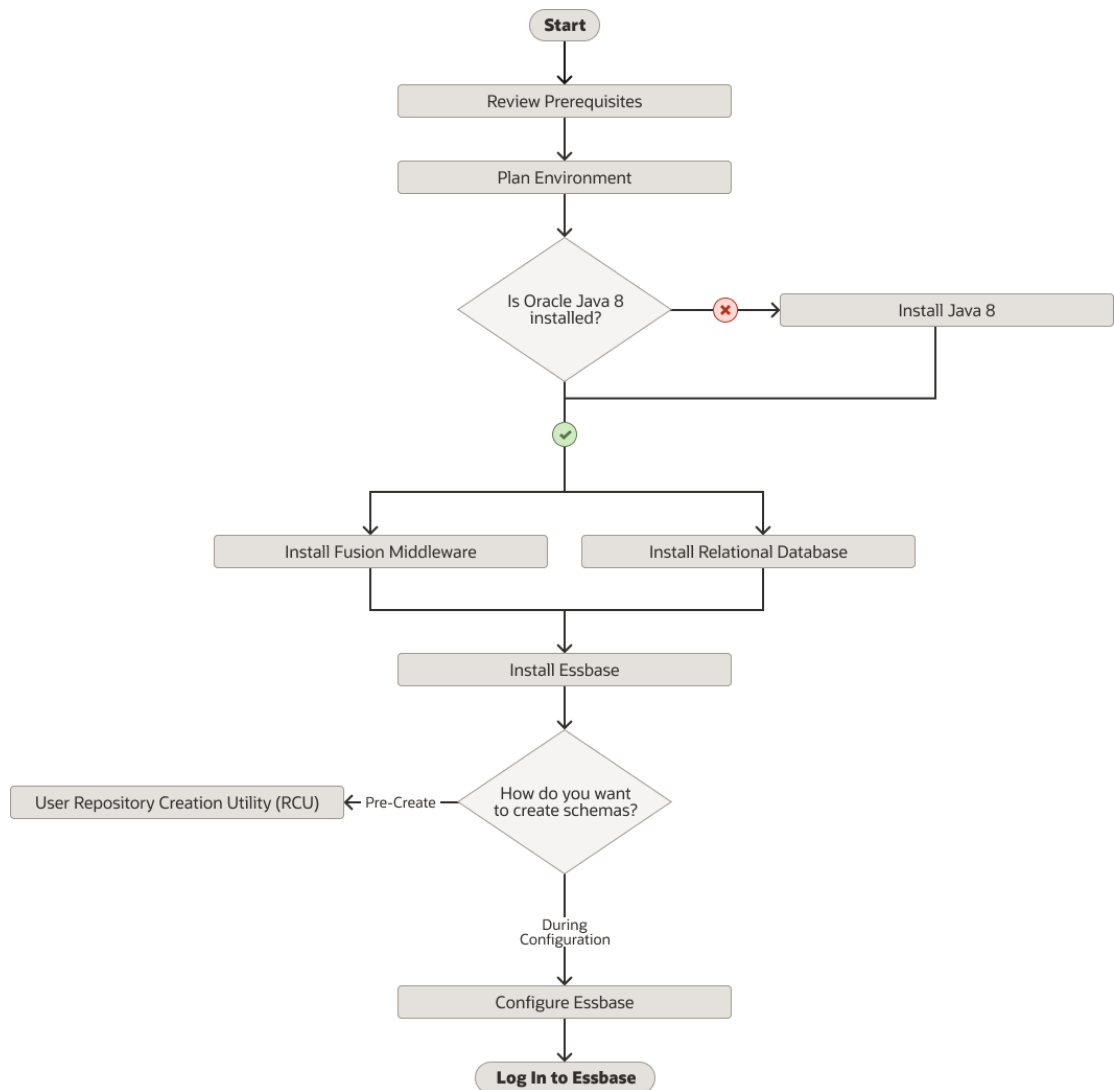 Start
Review Prerequisites
Plan Environment
Is Oracle Java 8
installed?
Install Java 8
Install Fusion Middleware
Install Relational Database
Install Essbase
How do you want
to create schemas?
Pre-Create
User Repository Creation Utility (RCU)
During
Configuration
Configure Essbase
Log In to Essbase